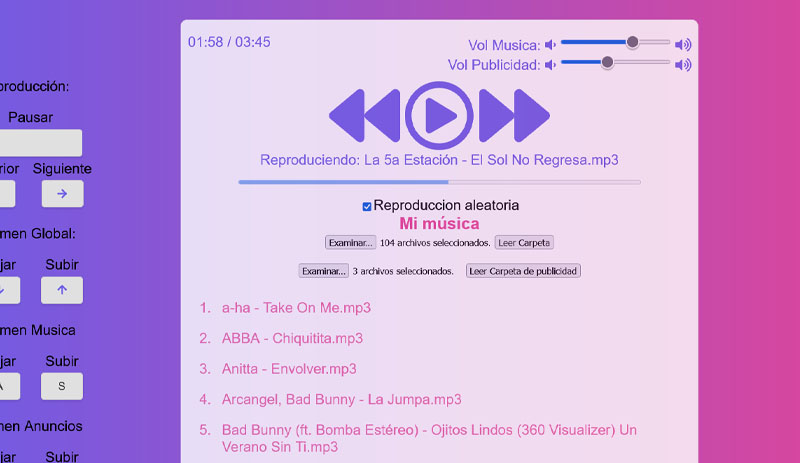 01:58 / 03:45
Vol Musica:
Vol Publicidad:
Reproduciendo: La 5a Estación - El Sol No Regresa.mp3
Reproduccion aleatoria
Mi música
Examinar... 104 archivos seleccionados. Leer Carpeta
Examinar... 3 archivos seleccionados. Leer Carpeta de publicidad
1. a-ha - Take On Me.mp3
2. ABBA - Chiquitita.mp3
3. Anitta - Envolver.mp3
4. Arcangel, Bad Bunny - La Jumpa.mp3
5. Bad Bunny (ft. Bomba Estéreo) - Ojitos Lindos (360 Visualizer) Un
Verano Sin Ti.mp3
producción:
Pausar
rior Siguiente
men Global:
jar Subir
men Musica
jar Subir
A S
men Anuncios
jar Subir